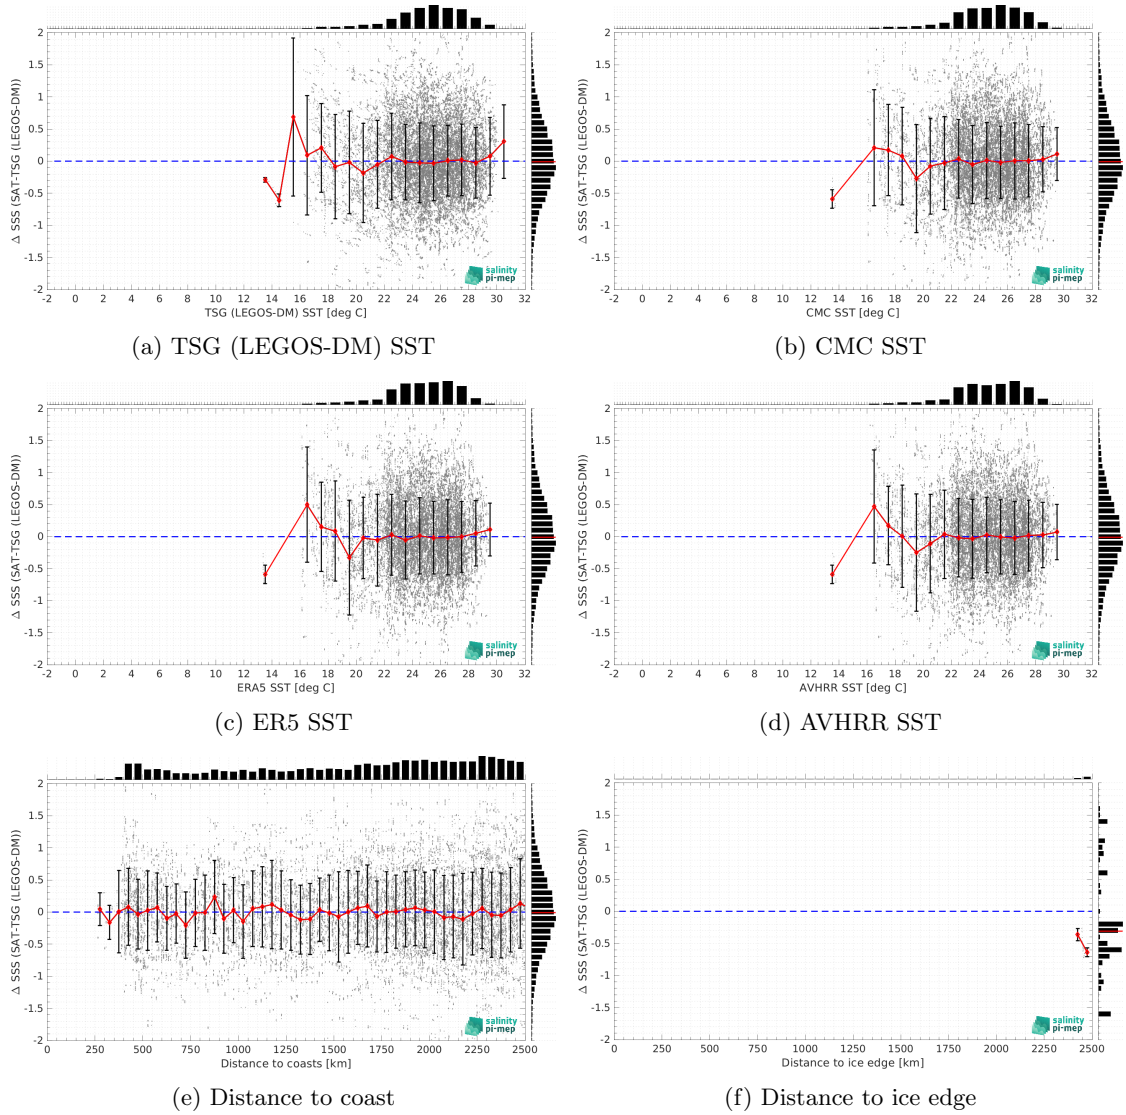 2
1.5
1
0.5
0
-0.5
-1
-1.5
-2
Δ SSS (SAT-TSG (LEGOS-DM))
salinity
pi-mep
-2 0 2 4 6 8 10 12 14 16 18 20 22 24 26 28 30 32
TSG (LEGOS-DM) SST [deg C]
(a) TSG (LEGOS-DM) SST
2
1.5
1
0.5
0
-0.5
-1
-1.5
-2
Δ SSS (SAT-TSG (LEGOS-DM))
salinity
pi-mep
-2 0 2 4 6 8 10 12 14 16 18 20 22 24 26 28 30 32
CMC SST [deg C]
(b) CMC SST
2
1.5
1
0.5
0
-0.5
-1
-1.5
-2
Δ SSS (SAT-TSG (LEGOS-DM))
salinity
pi-mep
-2 0 2 4 6 8 10 12 14 16 18 20 22 24 26 28 30 32
ERA5 SST [deg C]
(c) ER5 SST
2
1.5
1
0.5
0
-0.5
-1
-1.5
-2
Δ SSS (SAT-TSG (LEGOS-DM))
salinity
pi-mep
-2 0 2 4 6 8 10 12 14 16 18 20 22 24 26 28 30 32
AVHRR SST [deg C]
(d) AVHRR SST
2
1.5
1
0.5
0
-0.5
-1
-1.5
-2
Δ SSS (SAT-TSG (LEGOS-DM))
salinity
pi-mep
0 250 500 750 1000 1250 1500 1750 2000 2250 2500
Distance to coasts [km]
(e) Distance to coast
2
1.5
1
0.5
0
-0.5
-1
-1.5
-2
Δ SSS (SAT-TSG (LEGOS-DM))
salinity
pi-mep
0 250 500 750 1000 1250 1500 1750 2000 2250 2500
Distance to ice edge [km]
(f) Distance to ice edge